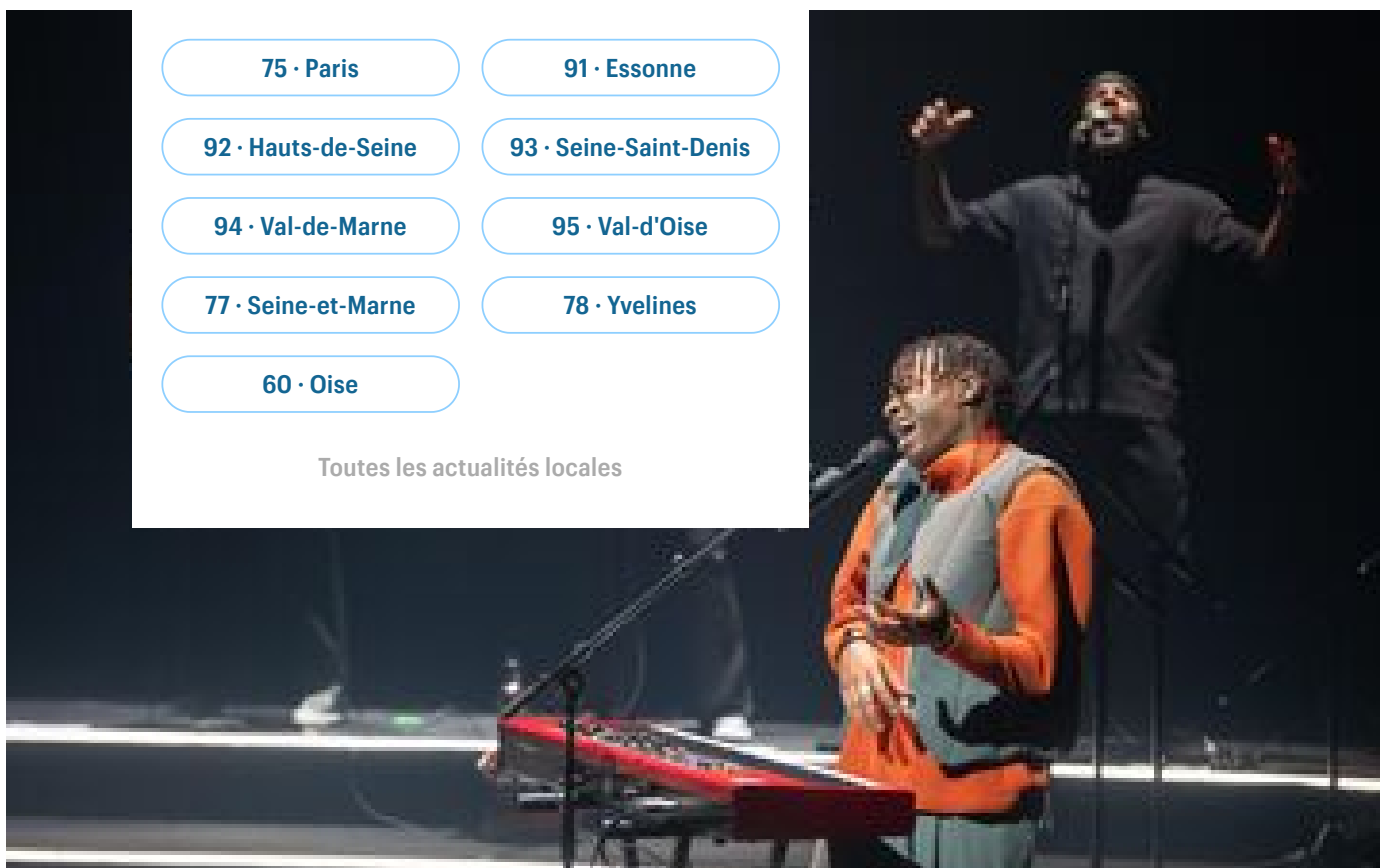 75 · Paris
91 · Essonne
92 · Hauts-de-Seine
93 · Seine-Saint-Denis
94 · Val-de-Marne
95 · Val-d'Oise
77 · Seine-et-Marne
78 · Yvelines
60 · Oise
Toutes les actualités locales